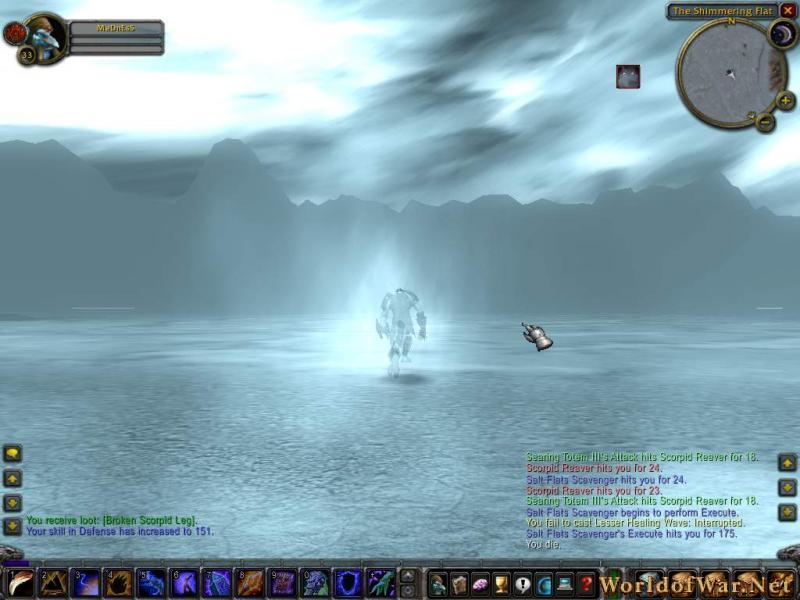 MaDnEsS
The Shimmering Flat
N
33
Searing Totem III's Attack hits Scorpid Reaver for 18.
Scorpid Reaver hits you for 24.
Salt Flats Scavenger hits you for 24.
Scorpid Reaver hits you for 23.
Searing Totem III's Attack hits Scorpid Reaver for 18.
Salt Flats Scavenger begins to perform Execute.
You fail to cast Lesser Healing Wave: Interrupted.
Salt Flats Scavenger's Execute hits you for 175.
You die.
You receive loot: [Broken Scorpid Leg].
Your skill in Defense has increased to 151.
WorldofWar.Net